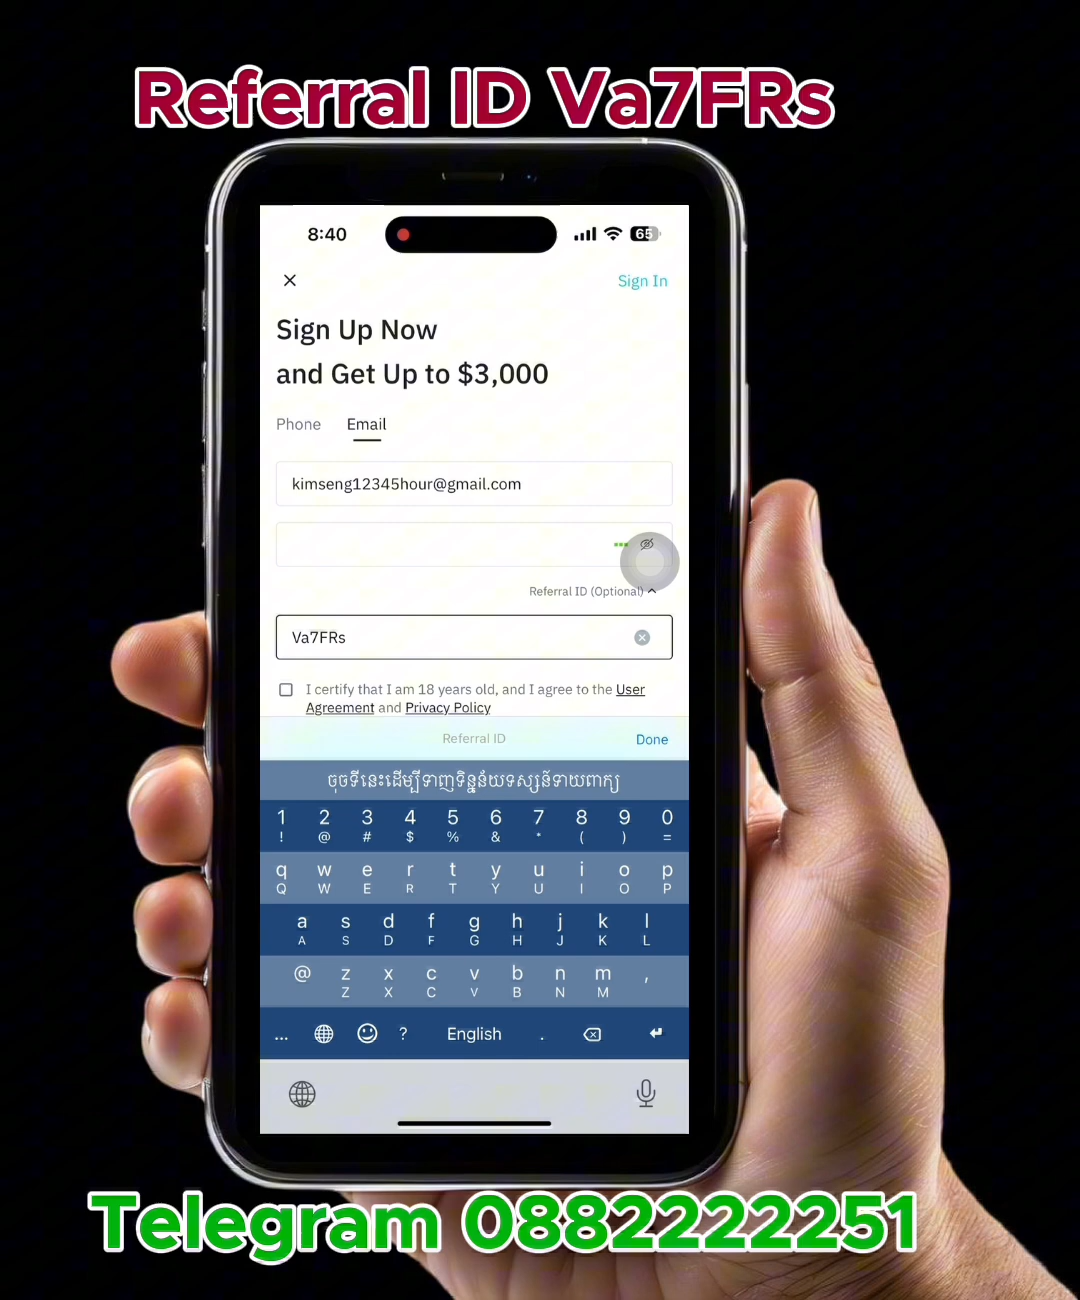 Referral ID Va7FRs
8:40
65
Sign In
Sign Up Now
and Get Up to $3,000
Phone Email
kimseng12345hour@gmail.com
Referral ID (Optional)
Va7FRs
I certify that I am 18 years old, and I agree to the User
Agreement and Privacy Policy
Referral ID Done
ចុចទីនេះដើម្បីទាញទិន្នន័យទស្សន៍ទាយពាក្យ
1 2 3 4 5 6 7 8 9 0
! @ # $ % & * ( ) =
q w e r t y u i o p
Q W E R T Y U I O P
a s d f g h j k l
A S D F G H J K L
@ z x c v b n m ,
Z X C V B N M
... ? English .
Telegram 0882222251